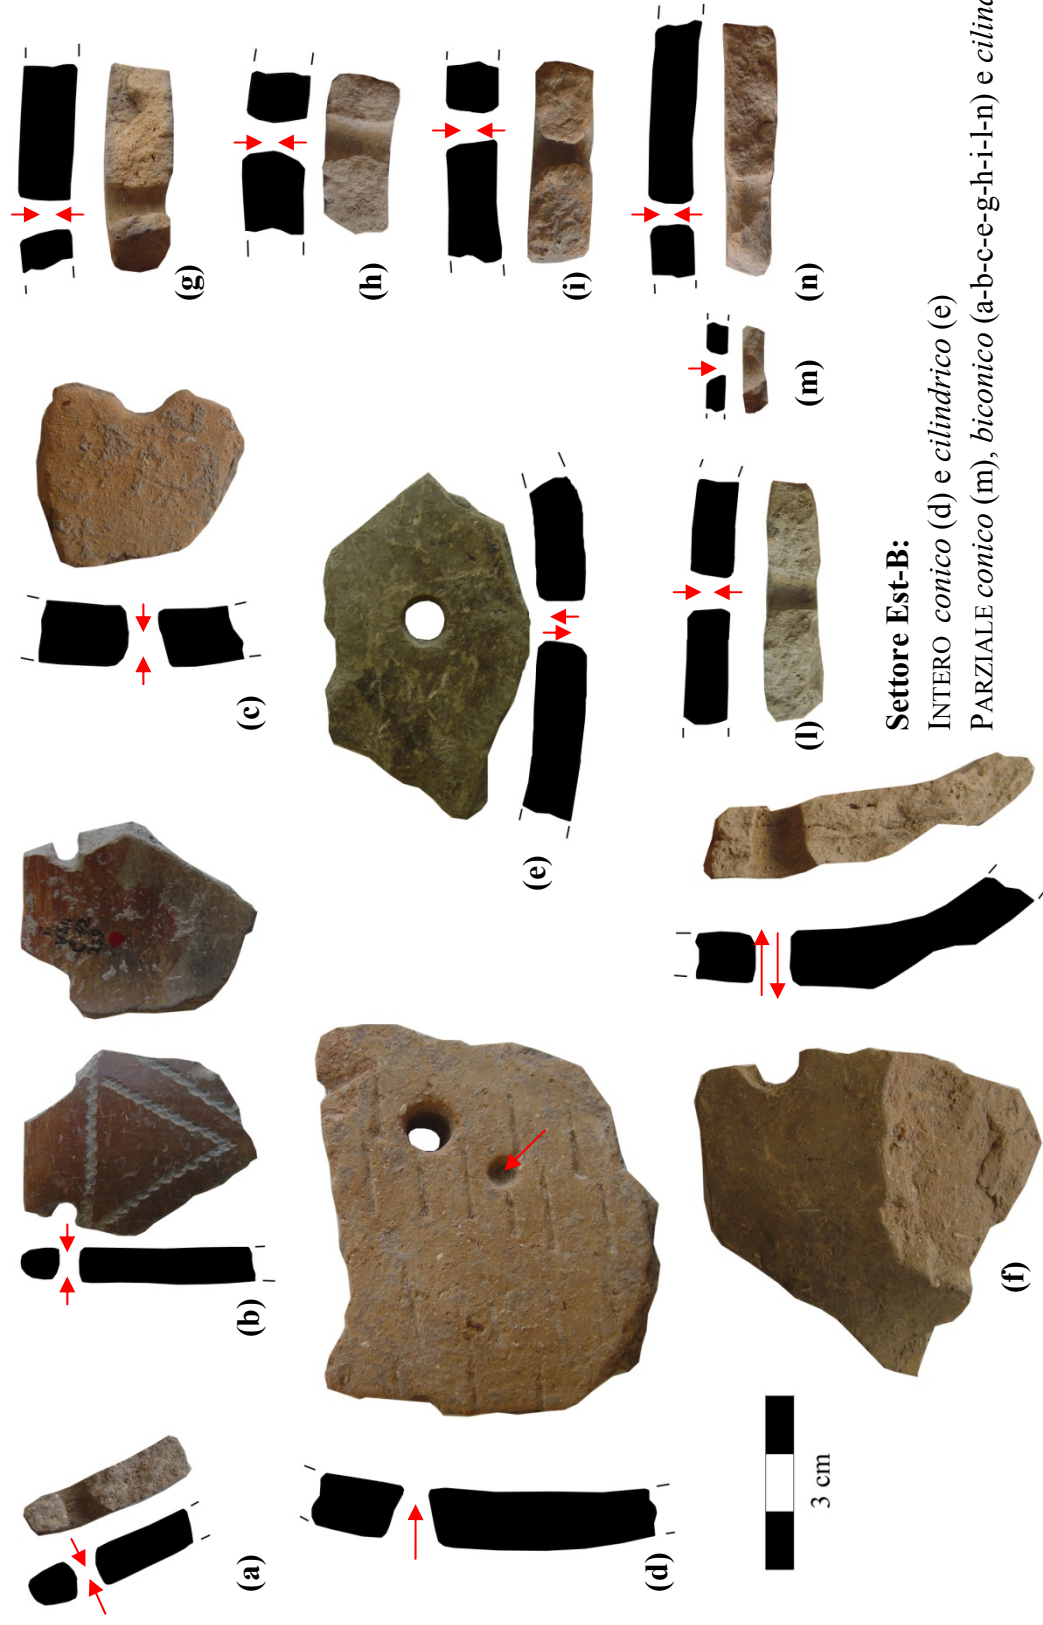 (a)
(b)
(c)
(g)
(h)
(d)
(e)
(i)
(f)
(l)
(m)
(n)
3 cm
Settore Est-B:
INTERO conico (d) e cilindrico (e)
PARZIALE conico (m), biconico (a-b-c-e-g-h-i-l-n) e